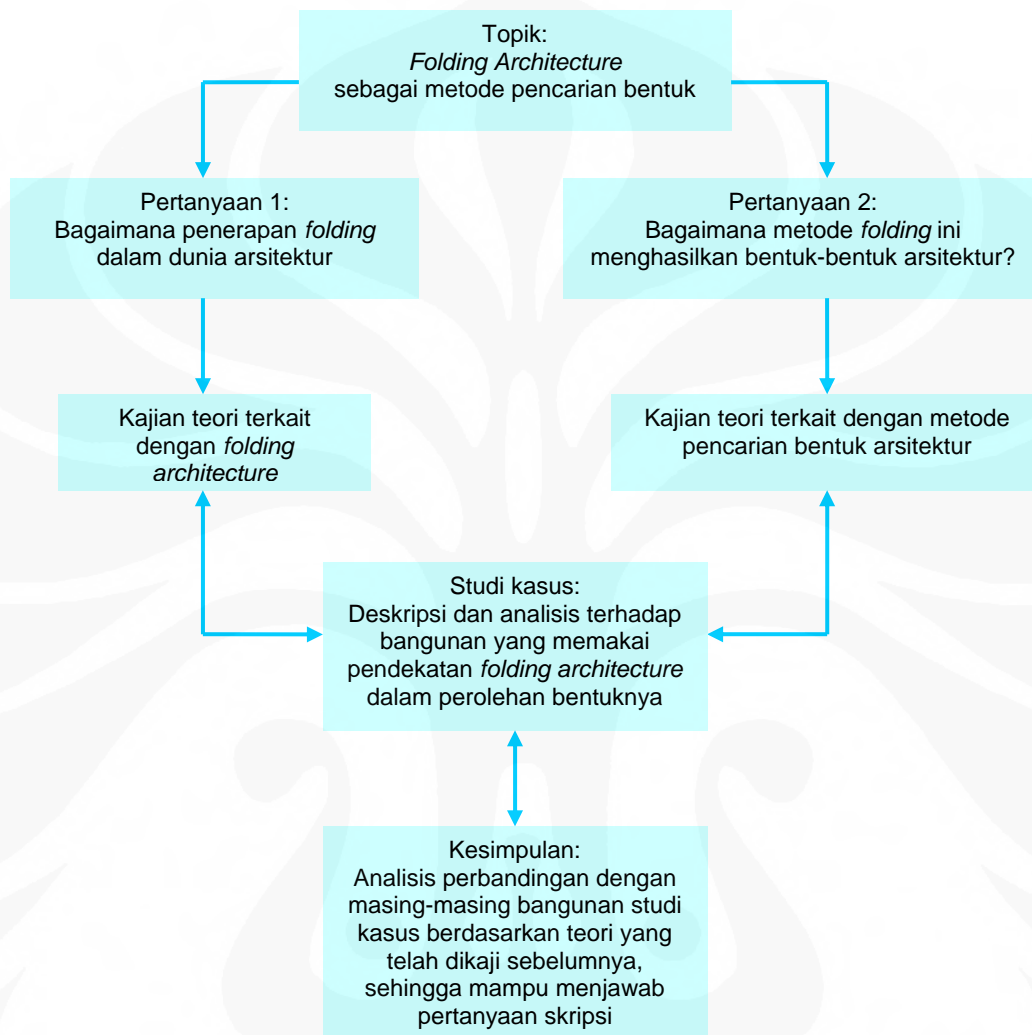 Topik:
Folding Architecture
sebagai metode pencarian bentuk
Pertanyaan 1:
Bagaimana penerapan folding
dalam dunia arsitektur
Pertanyaan 2:
Bagaimana metode folding ini
menghasilkan bentuk-bentuk arsitektur?
Kajian teori terkait
dengan folding
architecture
Kajian teori terkait dengan metode
pencarian bentuk arsitektur
Studi kasus:
Deskripsi dan analisis terhadap
bangunan yang memakai
pendekatan folding architecture
dalam perolehan bentuknya
Kesimpulan:
Analisis perbandingan dengan
masing-masing bangunan studi
kasus berdasarkan teori yang
telah dikaji sebelumnya,
sehingga mampu menjawab
pertanyaan skripsi